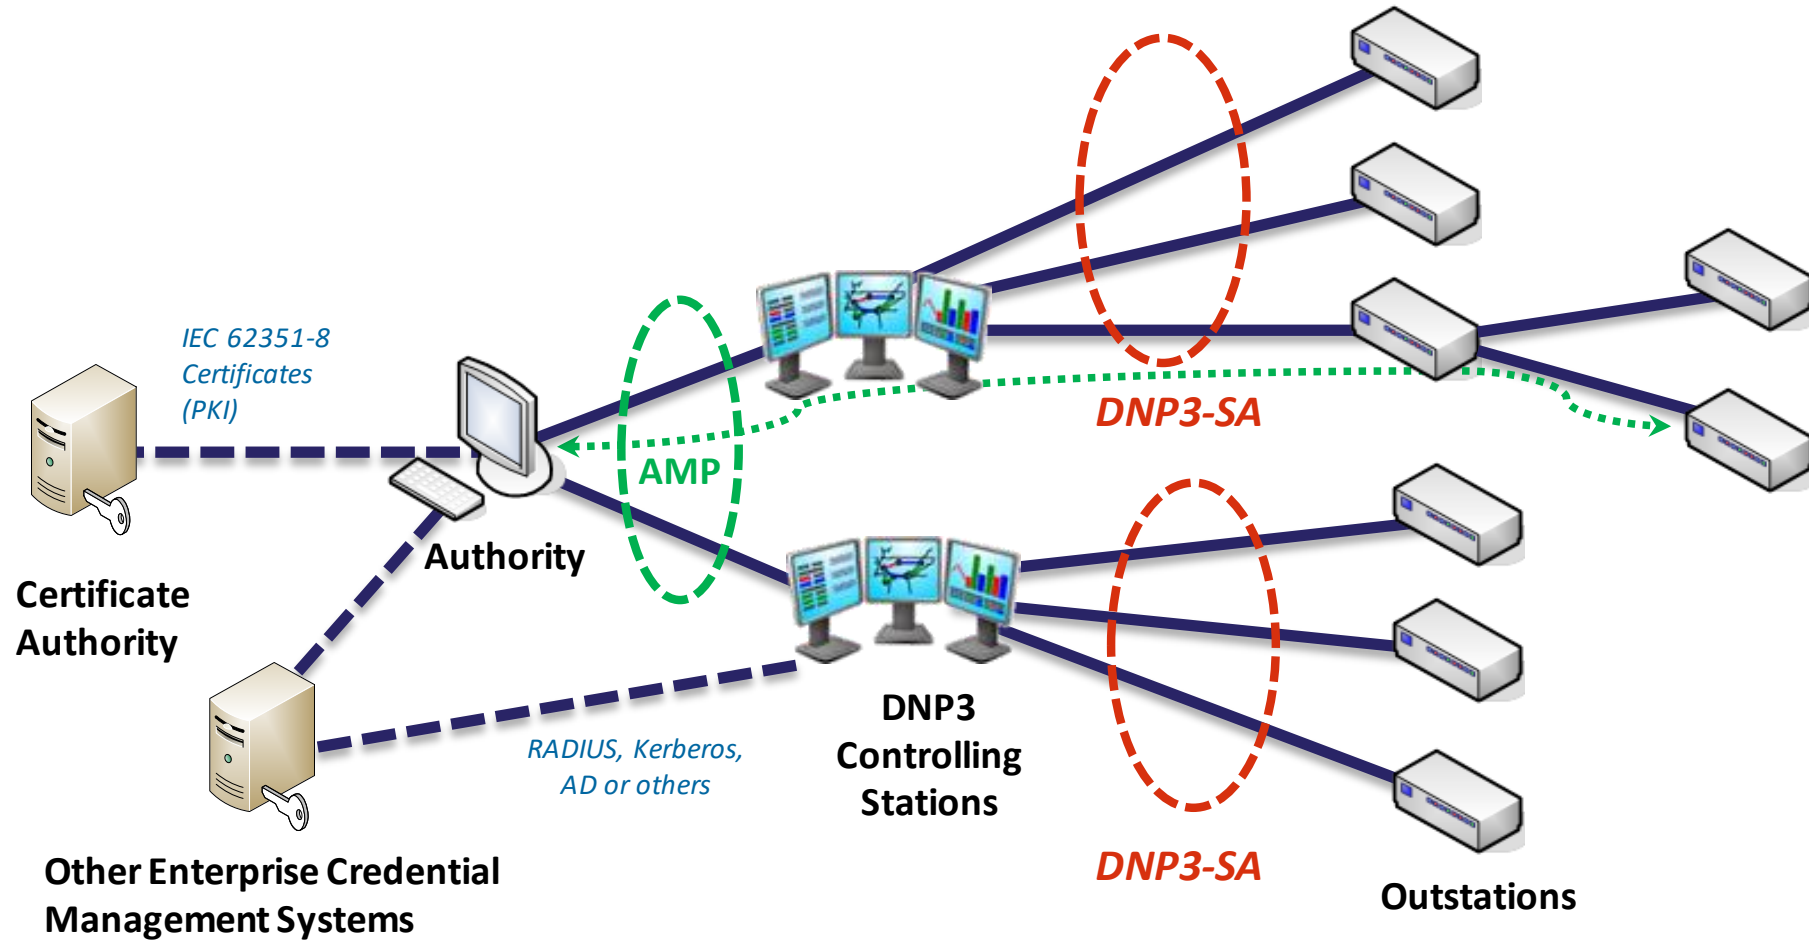 IEC 62351-8
Certificates
(PKI)
DNP3-SA
AMP
Authority
Certificate
Authority
DNP3
Controlling
Stations
RADIUS, Kerberos,
AD or others
DNP3-SA
Outstations
Other Enterprise Credential
Management Systems